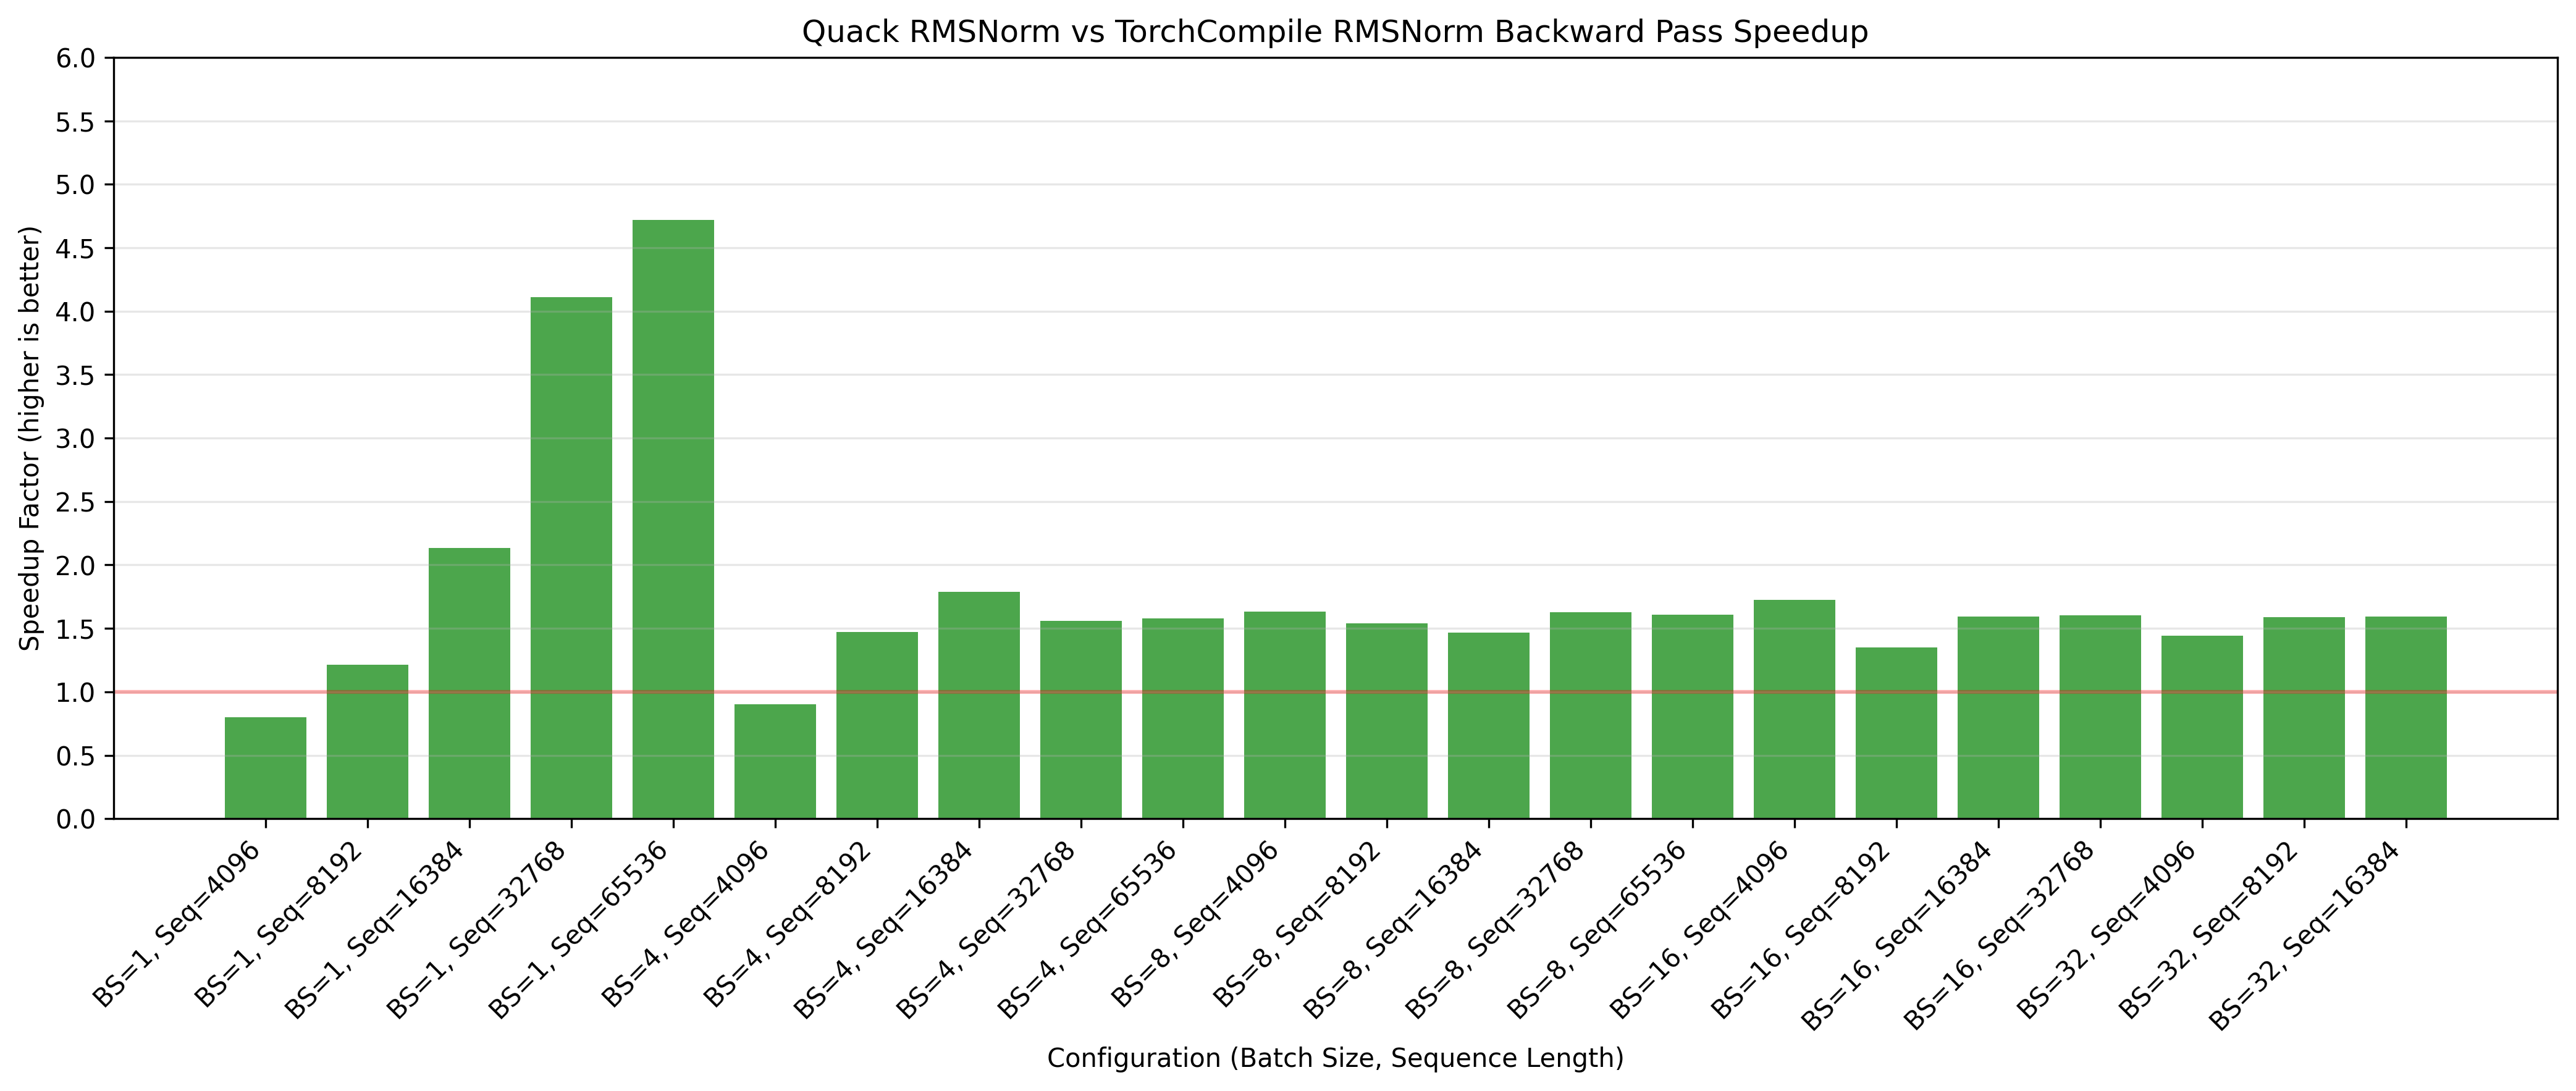 Quack RMSNorm vs TorchCompile RMSNorm Backward Pass Speedup
Speedup Factor (higher is better)
6.0
5.5
5.0
4.5
4.0
3.5
3.0
2.5
2.0
1.5
1.0
0.5
0.0
BS=1, Seq=4096
BS=1, Seq=8192
BS=1, Seq=16384
BS=1, Seq=32768
BS=1, Seq=65536
BS=4, Seq=4096
BS=4, Seq=8192
BS=4, Seq=16384
BS=4, Seq=32768
BS=4, Seq=65536
BS=8, Seq=4096
BS=8, Seq=8192
BS=8, Seq=16384
BS=8, Seq=32768
BS=8, Seq=65536
BS=16, Seq=4096
BS=16, Seq=8192
BS=16, Seq=16384
BS=16, Seq=32768
BS=32, Seq=4096
BS=32, Seq=8192
BS=32, Seq=16384
Configuration (Batch Size, Sequence Length)